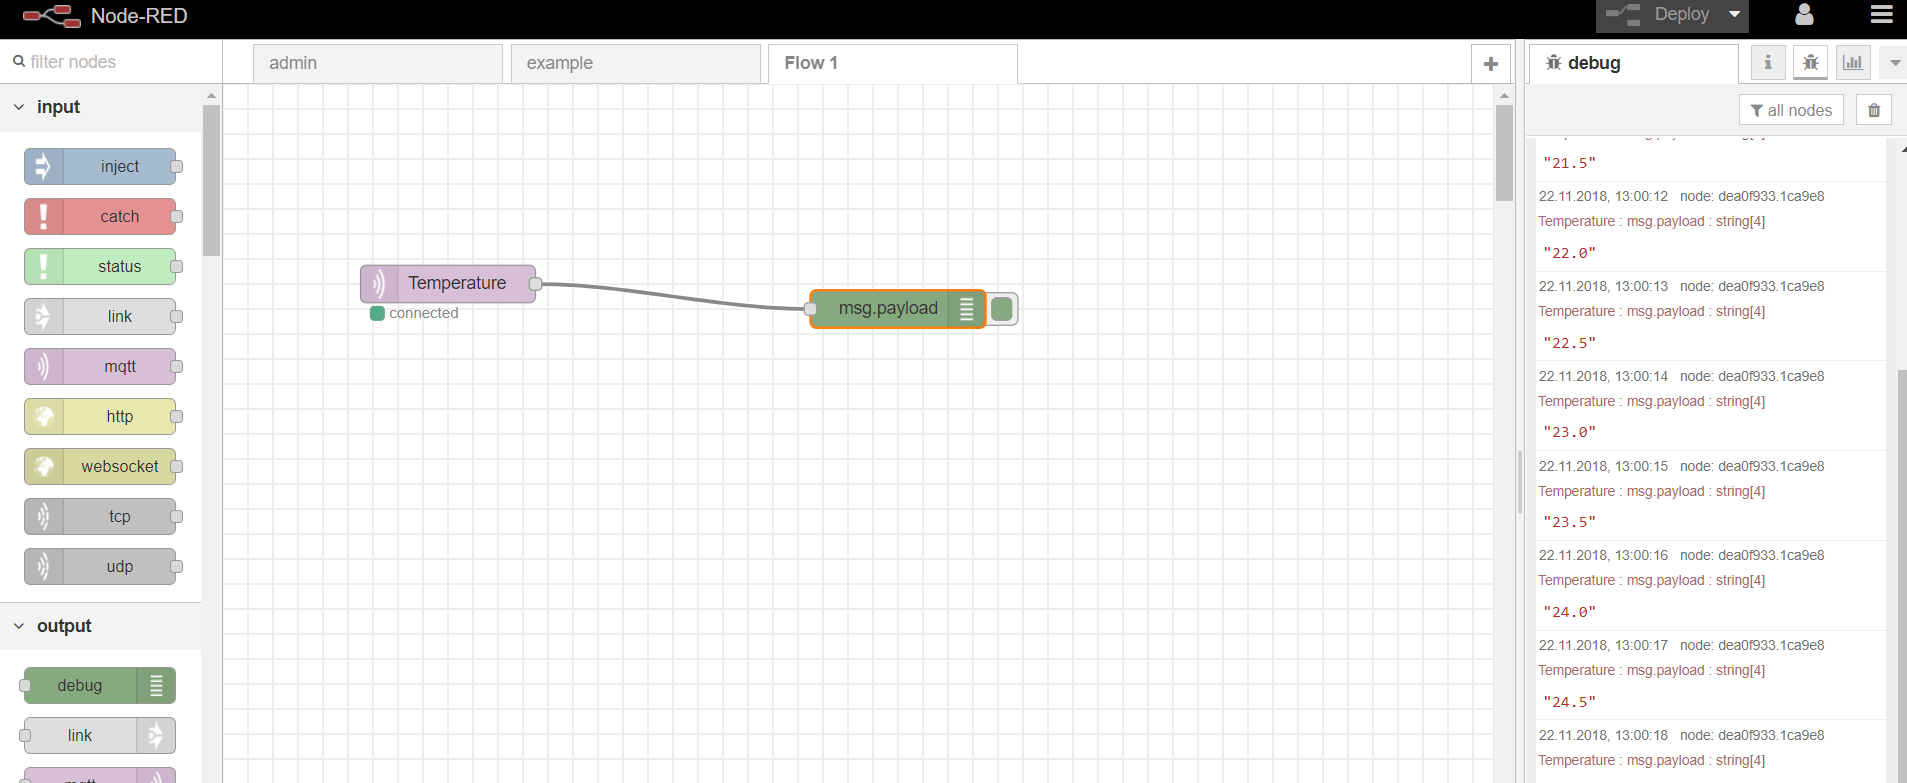 Node-RED
Deploy
filter nodes
admin
example
Flow 1
debug
all nodes
input
inject
catch
status
link
mqtt
http
websocket
tcp
udp
output
debug
link
Temperature
connected
msg.payload
"21.5"
22.11.2018, 13:00:12 node: dea0f933.1ca9e8
Temperature : msg.payload : string[4]
"22.0"
22.11.2018, 13:00:13 node: dea0f933.1ca9e8
Temperature : msg.payload : string[4]
"22.5"
22.11.2018, 13:00:14 node: dea0f933.1ca9e8
Temperature : msg.payload : string[4]
"23.0"
22.11.2018, 13:00:15 node: dea0f933.1ca9e8
Temperature : msg.payload : string[4]
"23.5"
22.11.2018, 13:00:16 node: dea0f933.1ca9e8
Temperature : msg.payload : string[4]
"24.0"
22.11.2018, 13:00:17 node: dea0f933.1ca9e8
Temperature : msg.payload : string[4]
"24.5"
22.11.2018, 13:00:18 node: dea0f933.1ca9e8
Temperature : msg.payload : string[4]